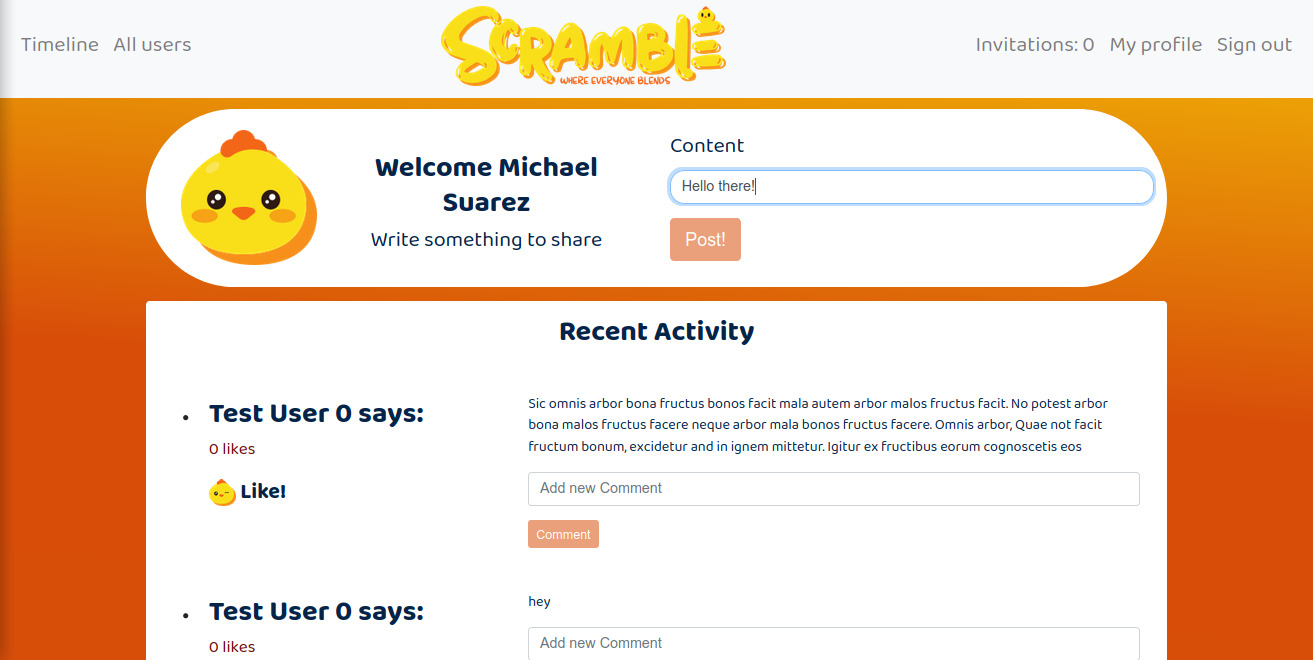 Timeline All users
SCRAMBLE
WHERE EVERYONE BLENDS
Invitations: 0 My profile Sign out
Welcome Michael
Suarez
Write something to share
Content
Hello there!
Post!
Recent Activity
Test User 0 says:
0 likes
Like!
Sic omnis arbor bona fructus bonos facit mala autem arbor malos fructus facit. No potest arbor
bona malos fructus facere neque arbor mala bonos fructus facere. Omnis arbor, Quae not facit
fructum bonum, excidetur and in ignem mittetur. Igitur ex fructibus eorum cognoscetis eos
Add new Comment
Comment
Test User 0 says:
0 likes
hey
Add new Comment